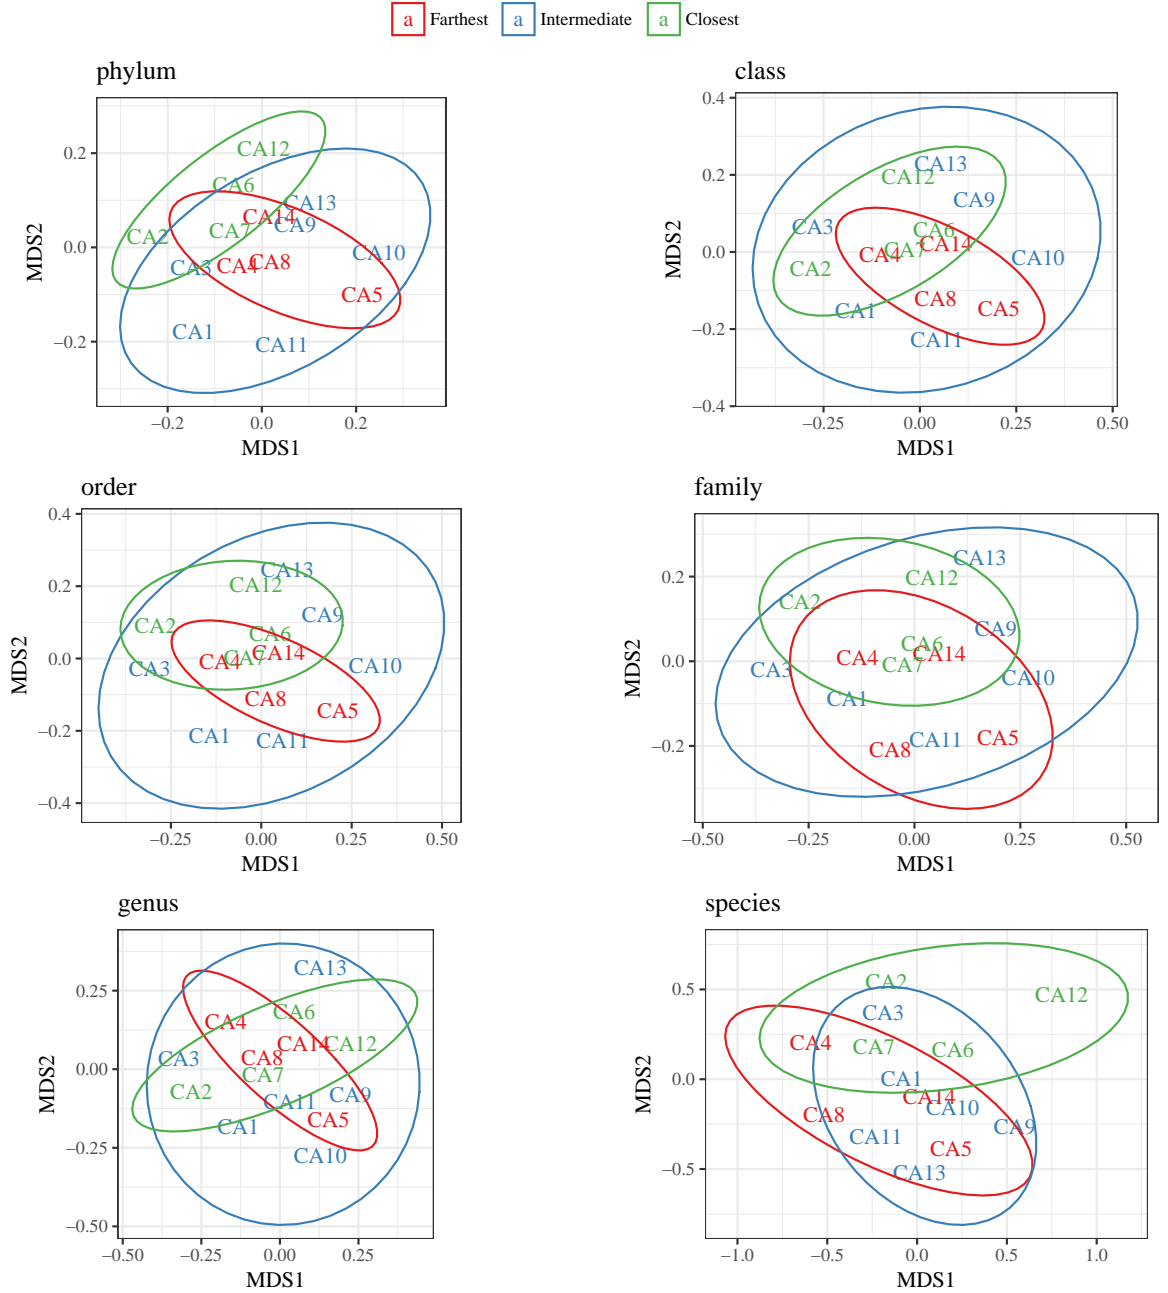 a Farthest a Intermediate a Closest
phylum
MDS2
0.2
0.0
−0.2
CA12
CA6
CA13
CA14
CA9
CA7
CA2
CA10
CA8
CA4
CA3
CA5
CA1
CA11
−0.2 0.0 0.2
MDS1
class
MDS2
0.4
0.2
0.0
−0.2
−0.4
CA13
CA12
CA9
CA3
CA6
CA14
CA7
CA4
CA10
CA2
CA8
CA5
CA1
CA11
−0.25 0.00 0.25 0.50
MDS1
order
MDS2
0.4
0.2
0.0
−0.2
−0.4
CA13
CA12
CA9
CA2
CA6
CA14
CA7
CA4
CA10
CA3
CA8
CA5
CA1
CA11
−0.25 0.00 0.25 0.50
MDS1
family
MDS2
0.2
0.0
−0.2
CA13
CA12
CA2
CA9
CA6
CA14
CA4
CA7
CA3
CA10
CA1
CA11
CA5
CA8
−0.50 −0.25 0.00 0.25 0.50
MDS1
genus
MDS2
0.25
0.00
−0.25
−0.50
CA13
CA6
CA4
CA14
CA12
CA8
CA3
CA7
CA2
CA9
CA11
CA5
CA1
CA10
−0.50 −0.25 0.00 0.25
MDS1
species
MDS2
0.5
0.0
−0.5
CA2
CA12
CA3
CA4
CA7
CA6
CA1
CA14
CA10
CA8
CA9
CA11
CA5
CA13
−1.0 −0.5 0.0 0.5 1.0
MDS1